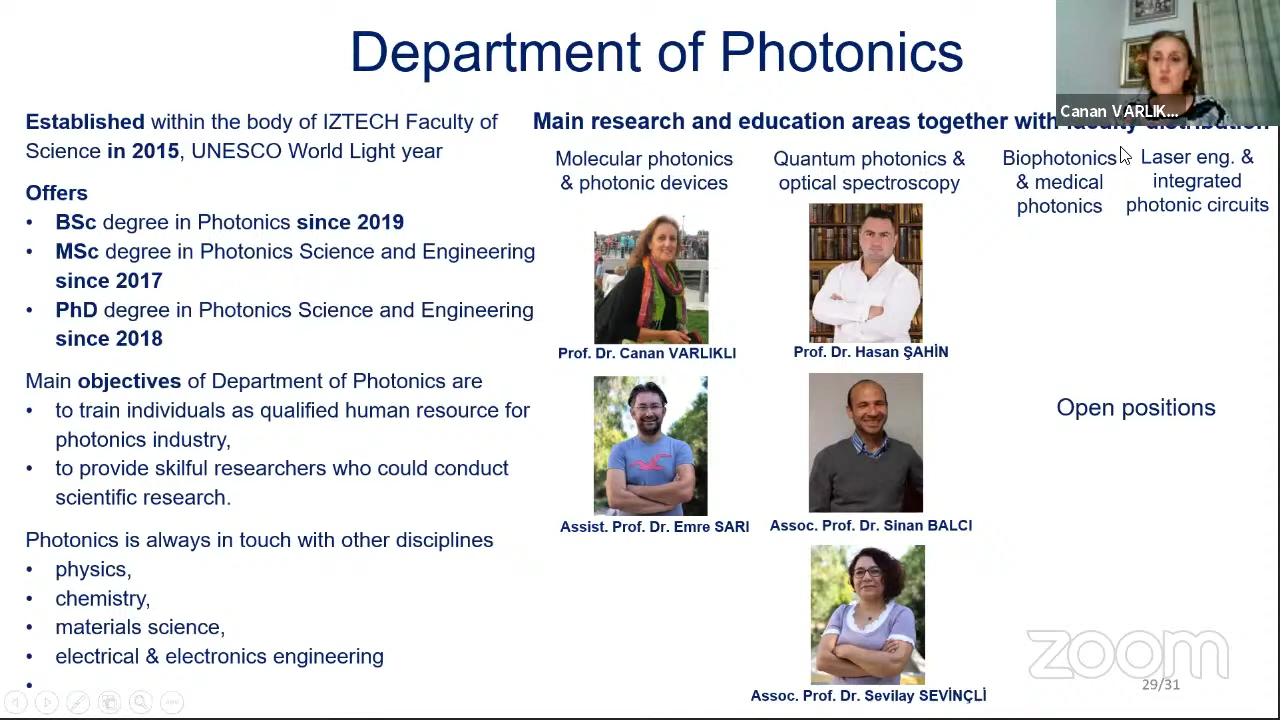 Department of Photonics
Canan VARLIK...
Established within the body of IZTECH Faculty of
Science in 2015, UNESCO World Light year
Offers
• BSc degree in Photonics since 2019
• MSc degree in Photonics Science and Engineering
since 2017
• PhD degree in Photonics Science and Engineering
since 2018
Main objectives of Department of Photonics are
• to train individuals as qualified human resource for
photonics industry,
• to provide skilful researchers who could conduct
scientific research.
Photonics is always in touch with other disciplines
• physics,
• chemistry,
• materials science,
• electrical & electronics engineering
•
Main research and education areas together with faculty distribution
Molecular photonics
& photonic devices
Prof. Dr. Canan VARLIKLI
Assist. Prof. Dr. Emre SARI
Quantum photonics &
optical spectroscopy
Prof. Dr. Hasan ŞAHİN
Assoc. Prof. Dr. Sinan BALCI
Assoc. Prof. Dr. Sevilay SEVİNÇLİ
Biophotonics
& medical
photonics
Laser eng. &
integrated
photonic circuits
Open positions
zoom
29/31